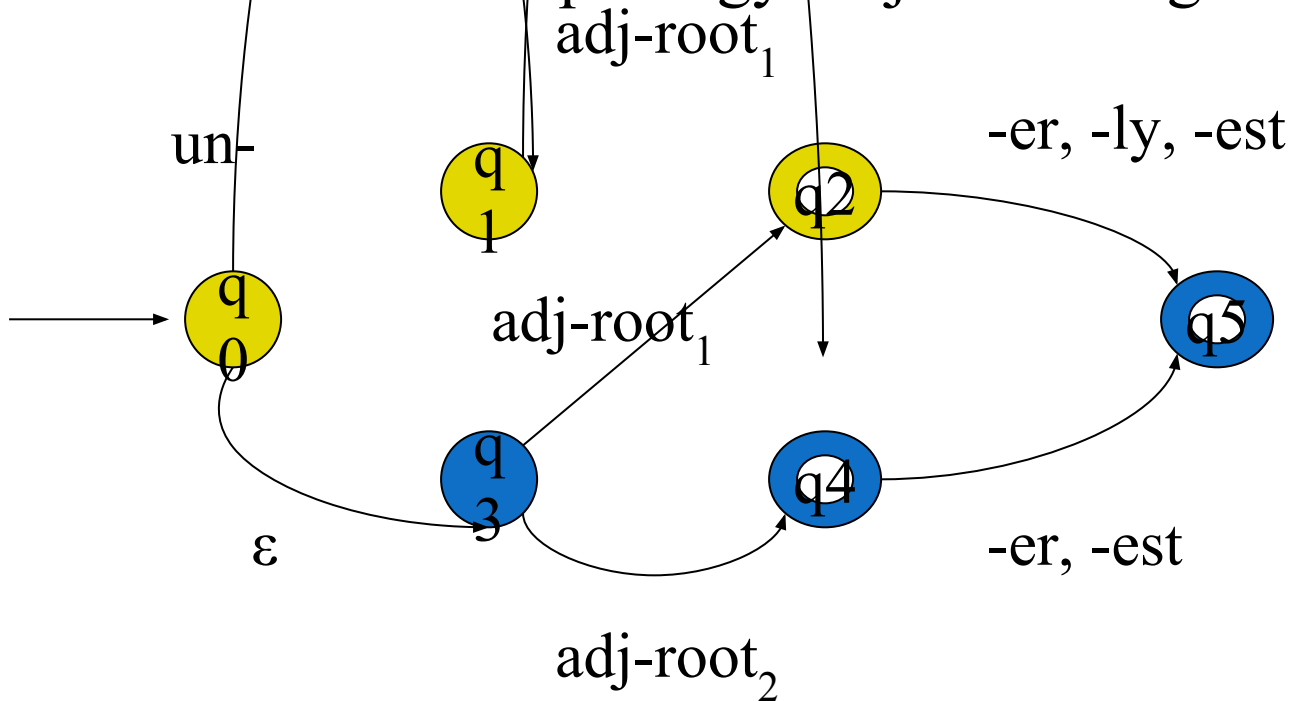 adj-root₁
-er, -ly, -est
un-
q1
q2
q0
adj-root₁
q5
q3
q4
ε
-er, -est
adj-root₂